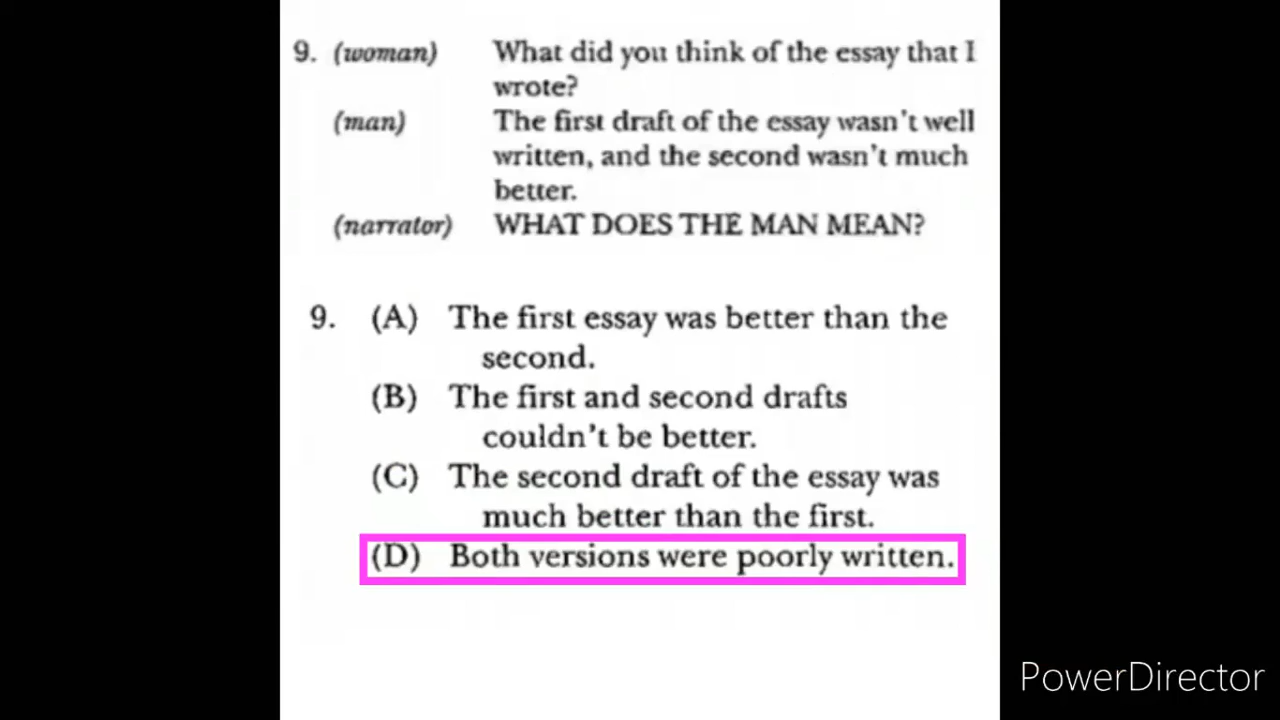 9. (woman) What did you think of the essay that I
wrote?
(man) The first draft of the essay wasn't well
written, and the second wasn't much
better.
(narrator) WHAT DOES THE MAN MEAN?
9. (A) The first essay was better than the
second.
(B) The first and second drafts
couldn't be better.
(C) The second draft of the essay was
much better than the first.
(D) Both versions were poorly written.
PowerDirector